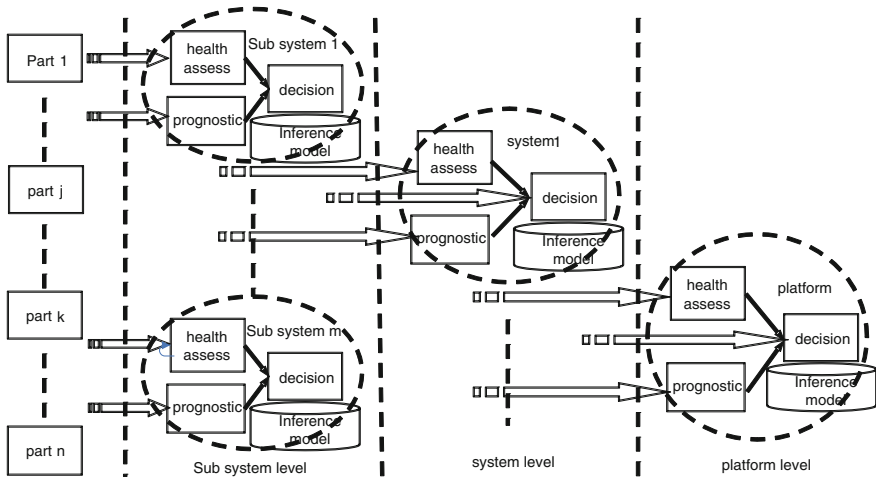 Part 1
part j
part k
part n
health
assess
Sub system 1
decision
prognostic
Inference
model
health
assess
Sub system m
decision
prognostic
Inference
model
Sub system level
health
assess
system1
decision
prognostic
Inference
model
system level
health
assess
platform
decision
prognostic
Inference
model
platform level